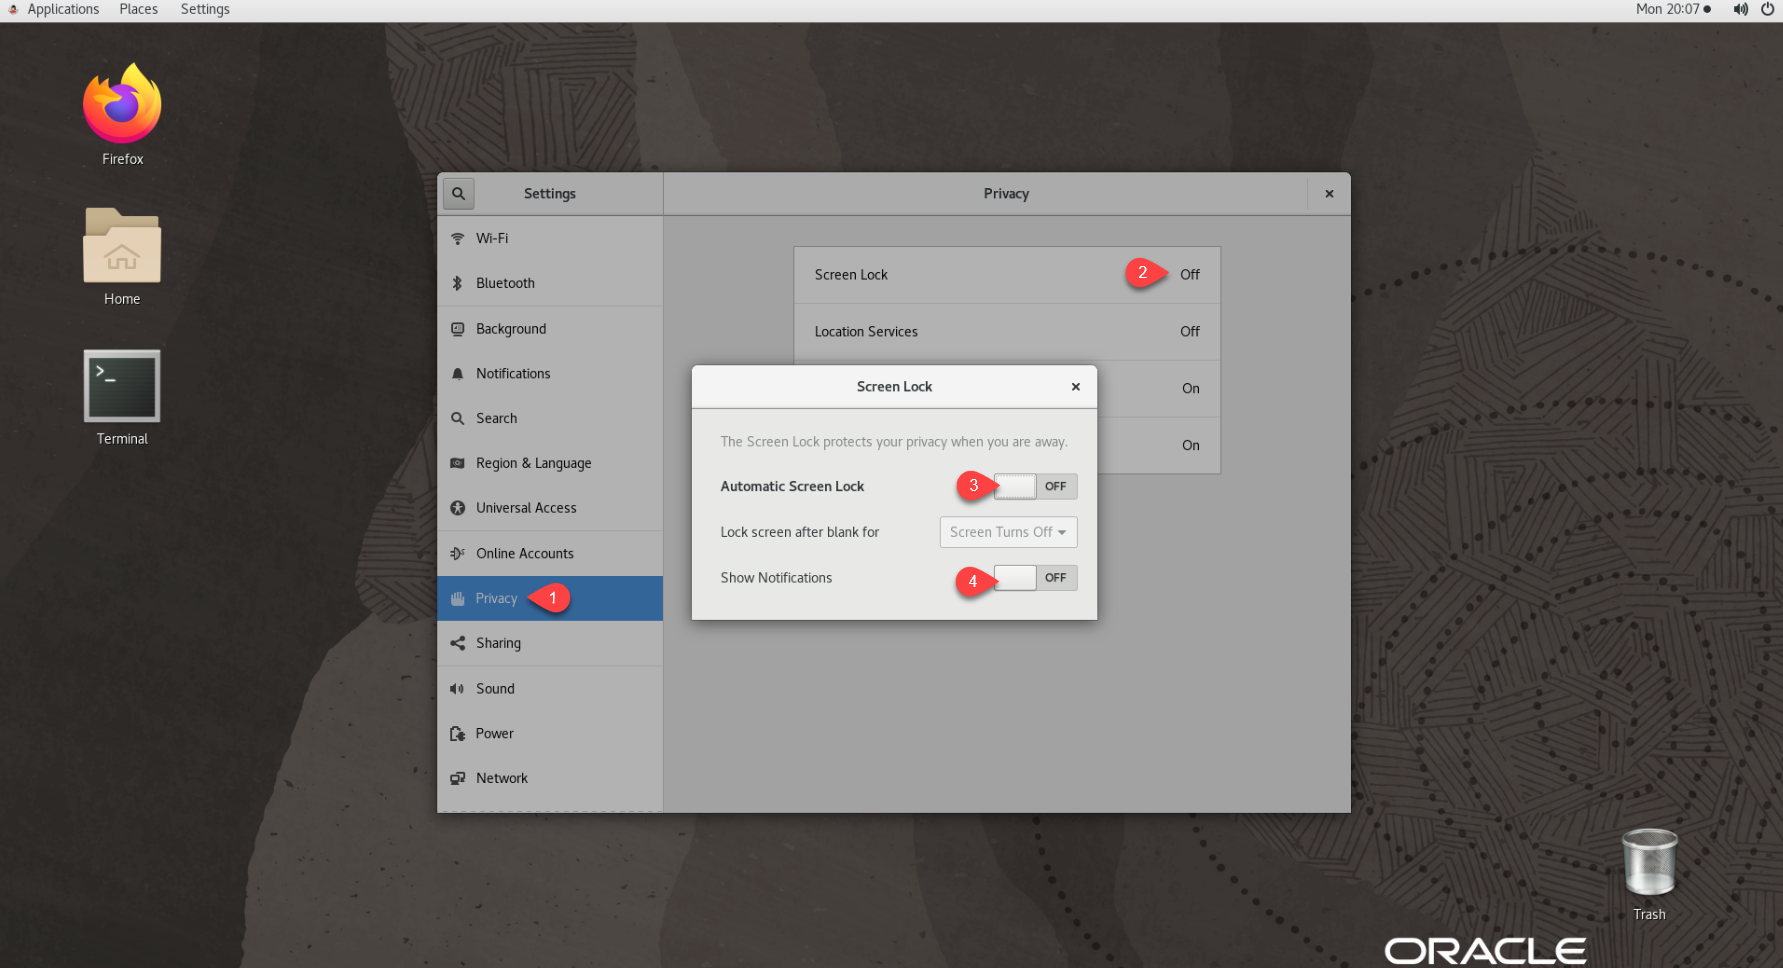 Applications Places Settings
Mon 20:07
Firefox
Home
>_
Terminal
Settings
Privacy
Wi-Fi
Bluetooth
Background
Notifications
Search
Region & Language
Universal Access
Online Accounts
Privacy 1
Sharing
Sound
Power
Network
Screen Lock 2 Off
Location Services Off
On
On
Screen Lock
The Screen Lock protects your privacy when you are away.
Automatic Screen Lock 3 OFF
Lock screen after blank for Screen Turns Off
Show Notifications 4 OFF
Trash
ORACLE